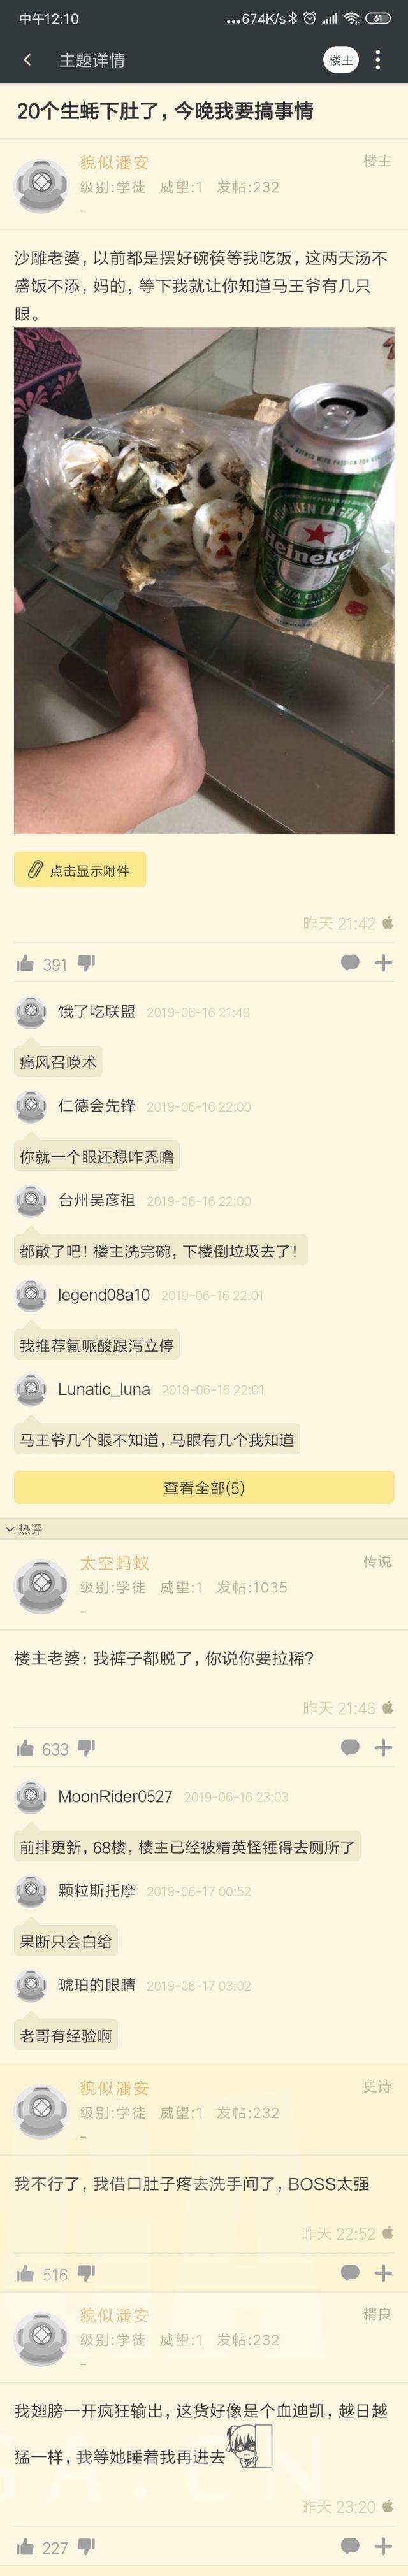 中午12:10
...674K/s
61
主题详情
楼主
20个生蚝下肚了，今晚我要搞事情
貌似潘安
楼主
级别:学徒 威望:1 发帖:232
-
沙雕老婆，以前都是摆好碗筷等我吃饭，这两天汤不
盛饭不添，妈的，等下我就让你知道马王爷有几只
眼。
HEINEKEN LAGER
Heineken
点击显示附件
昨天 21:42
391
饿了吃联盟 2019-06-16 21:48
痛风召唤术
仁德会先锋 2019-06-16 22:00
你就一个眼还想咋秃噜
台州吴彦祖 2019-06-16 22:00
都散了吧！楼主洗完碗，下楼倒垃圾去了！
legend08a10 2019-06-16 22:01
我推荐氟哌酸跟泻立停
Lunatic_luna 2019-06-16 22:01
马王爷几个眼不知道，马眼有几个我知道
查看全部(5)
热评
太空蚂蚁
传说
级别:学徒 威望:1 发帖:1035
-
楼主老婆：我裤子都脱了，你说你要拉稀？
昨天 21:46
633
MoonRider0527 2019-06-16 23:03
前排更新，68楼，楼主已经被精英怪锤得去厕所了
颗粒斯托摩 2019-06-17 00:52
果断只会白给
琥珀的眼睛 2019-06-17 03:02
老哥有经验啊
貌似潘安
史诗
级别:学徒 威望:1 发帖:232
-
我不行了，我借口肚子疼去洗手间了，BOSS太强
昨天 22:52
516
貌似潘安
精良
级别:学徒 威望:1 发帖:232
-
我翅膀一开疯狂输出，这货好像是个血迪凯，越日越
猛一样，我等她睡着我再进去
昨天 23:20
227